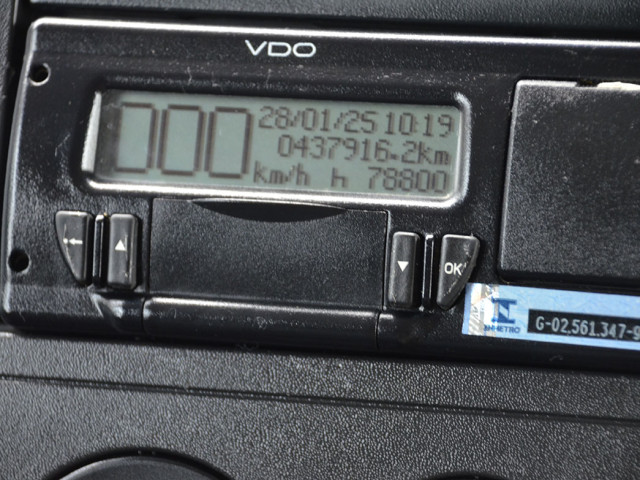 VDO
000 28/01/25 10:19
0437916.2km
km/h h 78800
OK
INMETRO
G-02.561.347-9